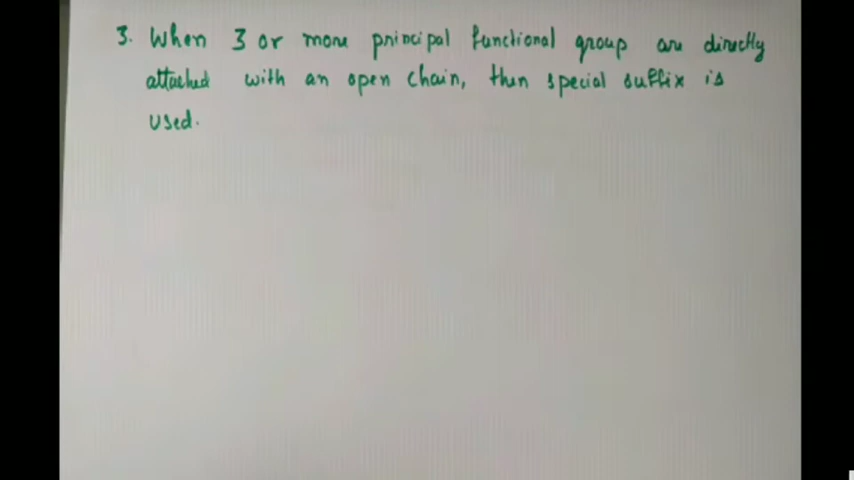 3. When 3 or more principal functional group are directly
attached with an open chain, then special suffix is
used.